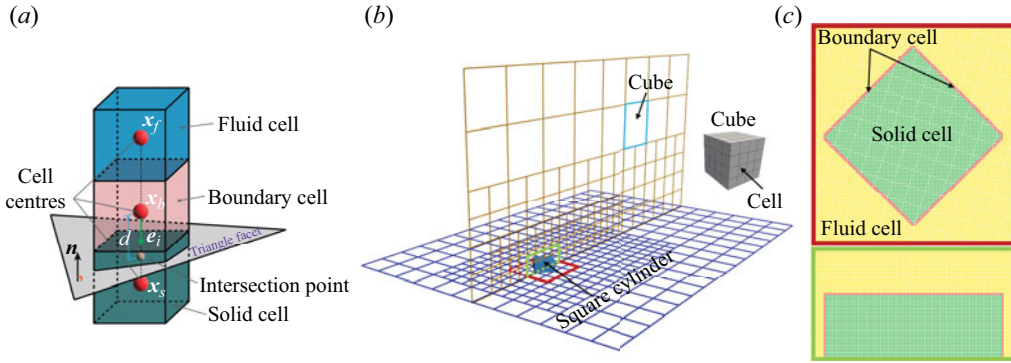 (a)
x_f
Fluid cell
Cell
centres
x_b
Boundary cell
d
e_i
n
Triangle facet
Intersection point
x_s
Solid cell
(b)
Cube
Cube
Cell
Square cylinder
(c)
Boundary cell
Solid cell
Fluid cell